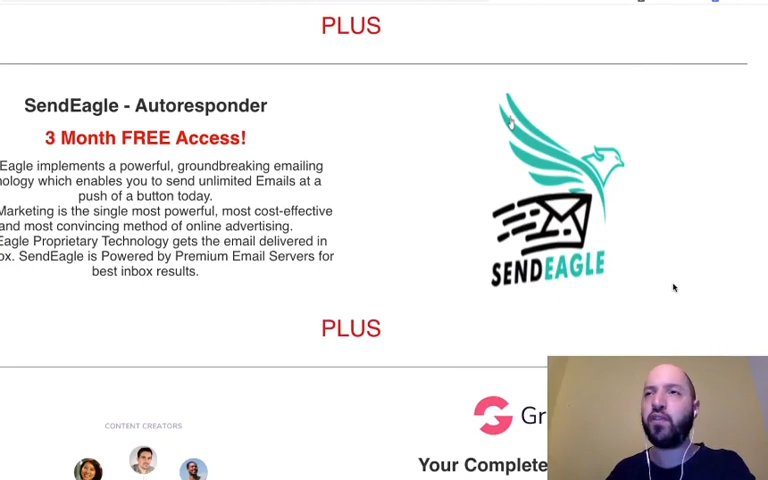 PLUS
SendEagle - Autoresponder
3 Month FREE Access!
Eagle implements a powerful, groundbreaking emailing
nology which enables you to send unlimited Emails at a
push of a button today.
Marketing is the single most powerful, most cost-effective
and most convincing method of online advertising.
Eagle Proprietary Technology gets the email delivered in
ox. SendEagle is Powered by Premium Email Servers for
best inbox results.
SENDEAGLE
PLUS
CONTENT CREATORS
Gr
Your Complete